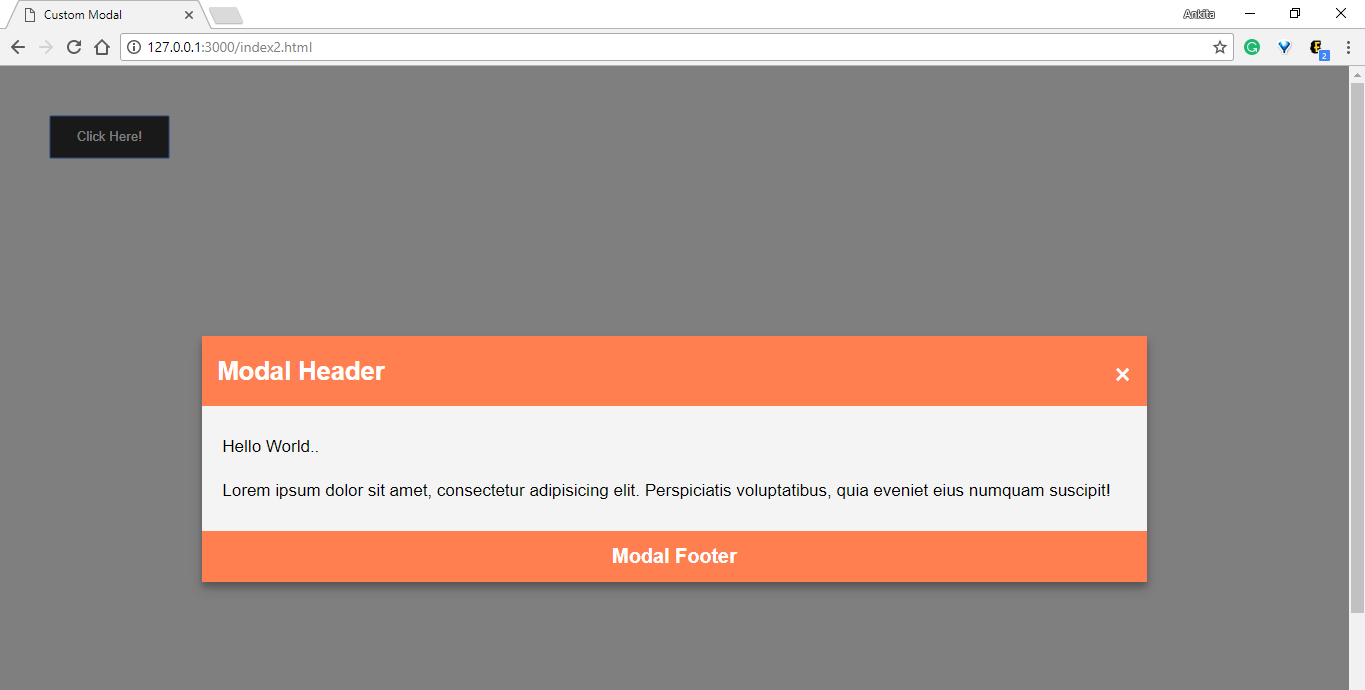 Custom Modal
Ankita
127.0.0.1:3000/index2.html
2
Click Here!
Modal Header
×
Hello World..
Lorem ipsum dolor sit amet, consectetur adipisicing elit. Perspiciatis voluptatibus, quia eveniet eius numquam suscipit!
Modal Footer